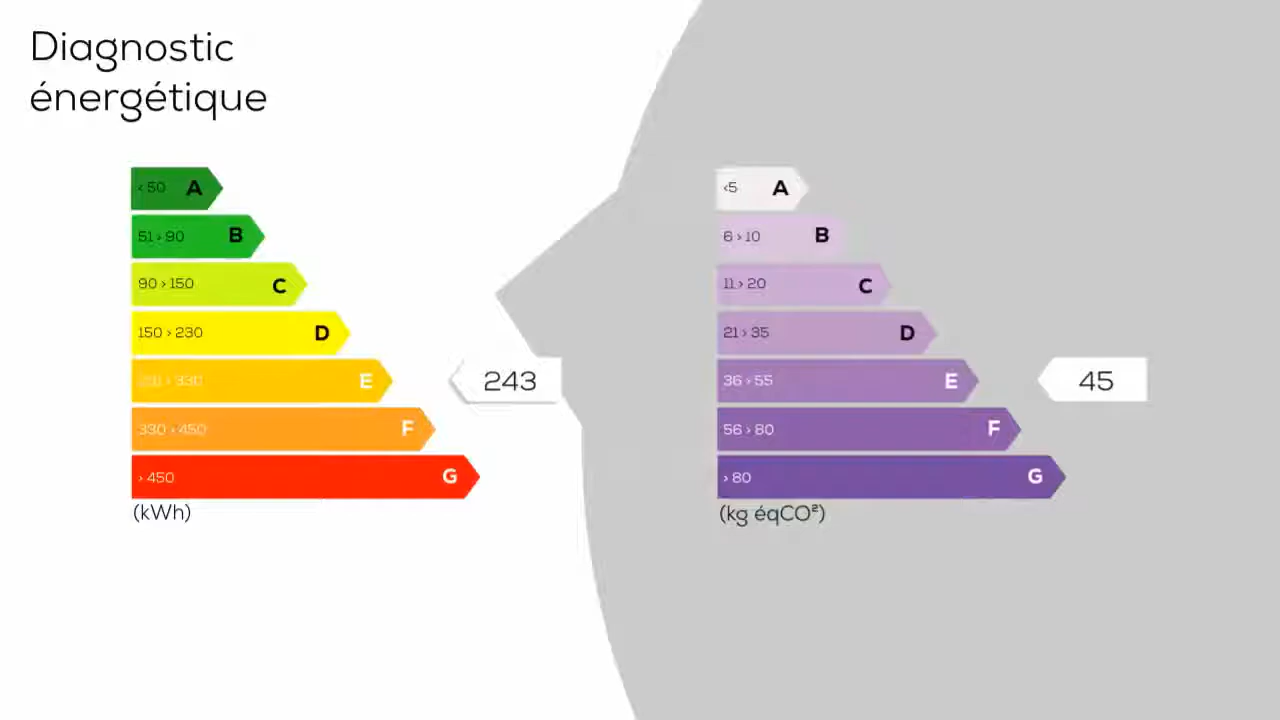 Diagnostic
énergétique
< 50 A
51 > 90 B
90 > 150 C
150 > 230 D
> 330 E
243
330 > 450 F
> 450 G
(kWh)
<5 A
6 > 10 B
11 > 20 C
21 > 35 D
36 > 55 E
45
56 > 80 F
> 80 G
(kg éqCO²)